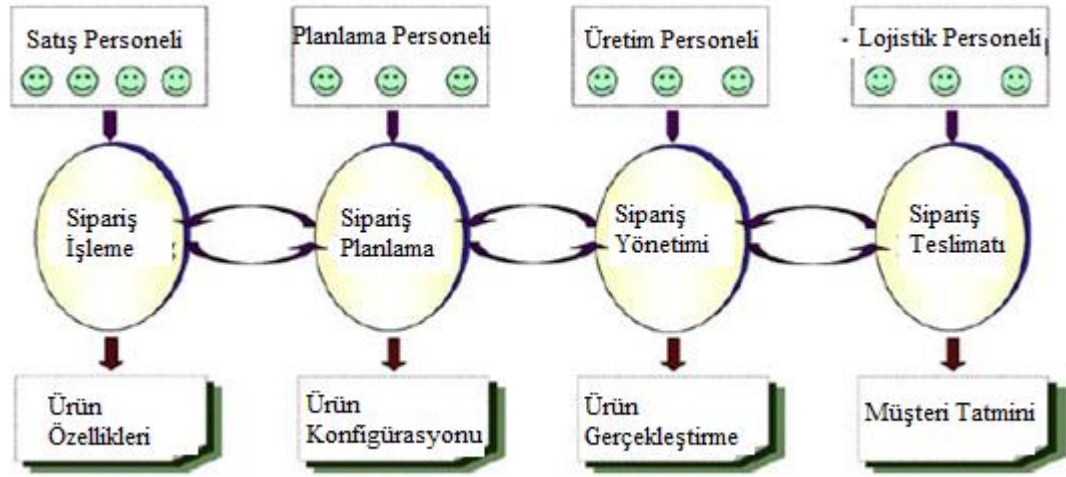 Satış Personeli
Planlama Personeli
Üretim Personeli
Lojistik Personeli
Sipariş
İşleme
Sipariş
Planlama
Sipariş
Yönetimi
Sipariş
Teslimatı
Ürün
Özellikleri
Ürün
Konfigürasyonu
Ürün
Gerçekleştirme
Müşteri Tatmini